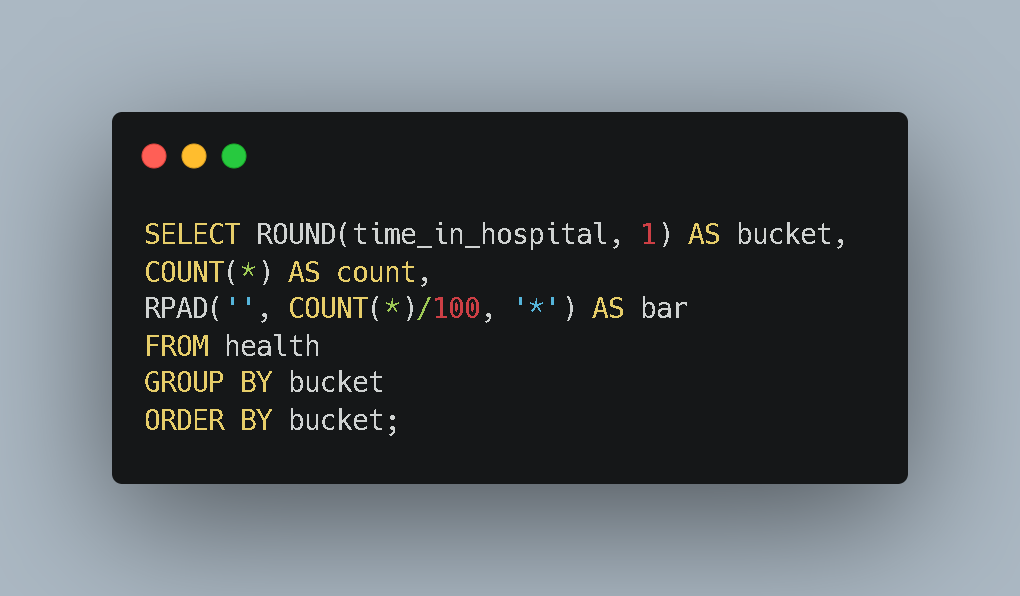 SELECT ROUND(time_in_hospital, 1) AS bucket,
COUNT(*) AS count,
RPAD('', COUNT(*)/100, '*') AS bar
FROM health
GROUP BY bucket
ORDER BY bucket;